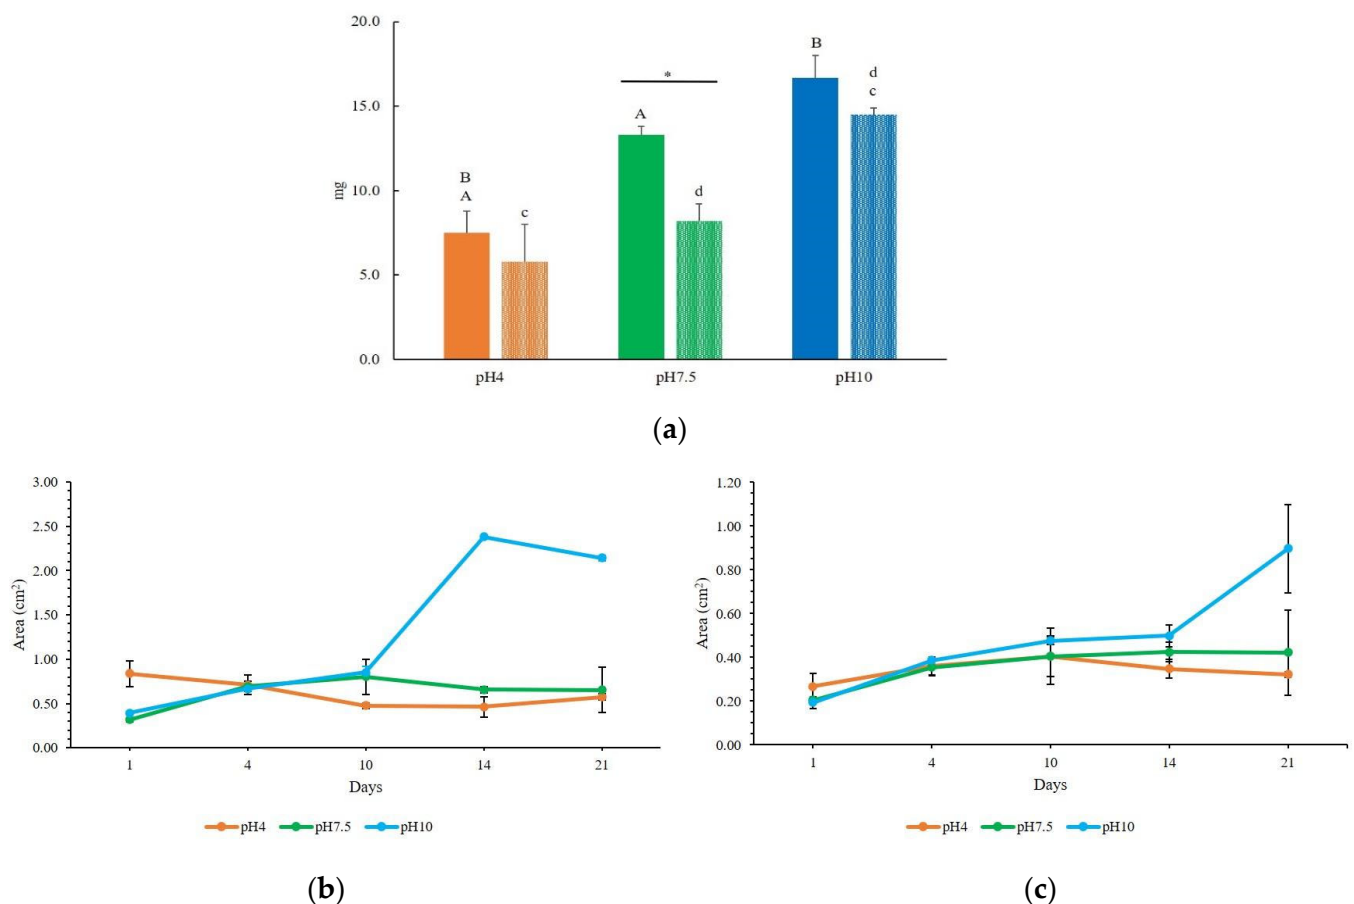 20.0
B
d
c
*
15.0
A
B
A
10.0
mg
c
d
5.0
0.0
pH4 pH7.5 pH10
(a)
3.00
2.50
2.00
1.50
1.00
0.50
0.00
Area (cm²)
1 4 10 14 21
Days
pH4 pH7.5 pH10
(b)
1.20
1.00
0.80
0.60
0.40
0.20
0.00
Area (cm²)
1 4 10 14 21
Days
pH4 pH7.5 pH10
(c)